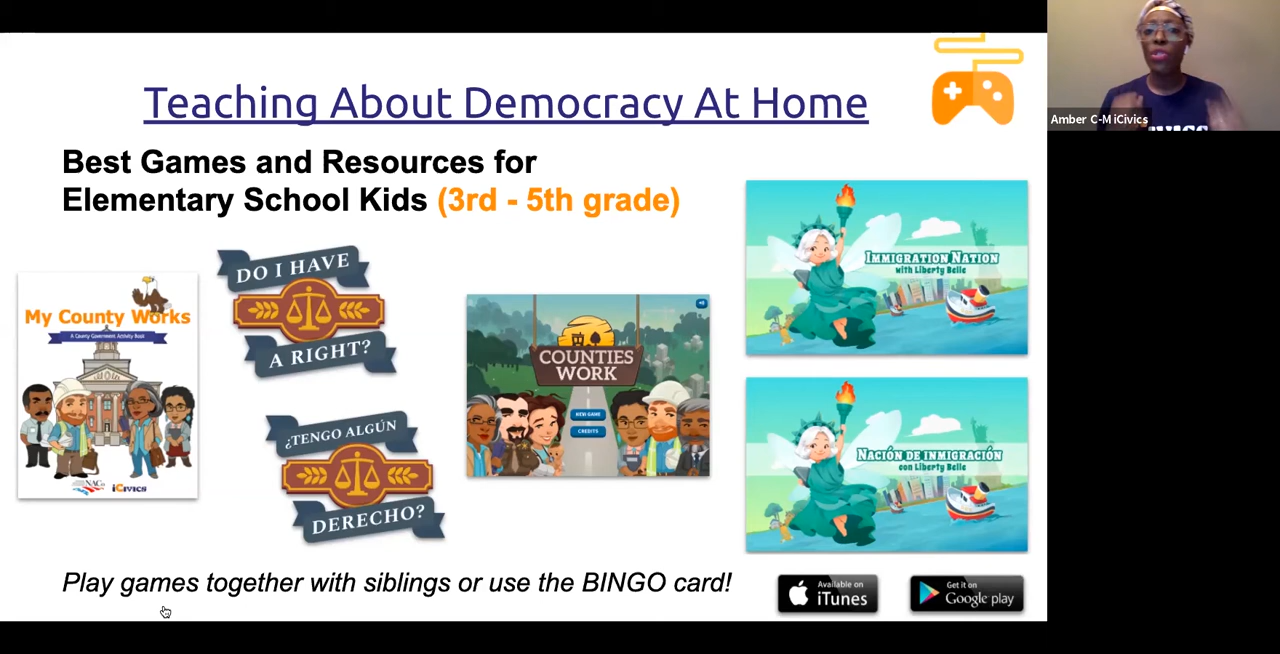 Teaching About Democracy At Home
Best Games and Resources for
Elementary School Kids (3rd - 5th grade)
My County Works
A County Government Activity Book
NACo
iCivics
DO I HAVE
A RIGHT?
¿TENGO ALGÚN
DERECHO?
COUNTIES
WORK
NEW GAME
CREDITS
IMMIGRATION NATION
with Liberty Belle
NACIÓN DE INMIGRACIÓN
con Liberty Belle
Play games together with siblings or use the BINGO card!
Available on
iTunes
Get it on
Google play
Amber C-M iCivics